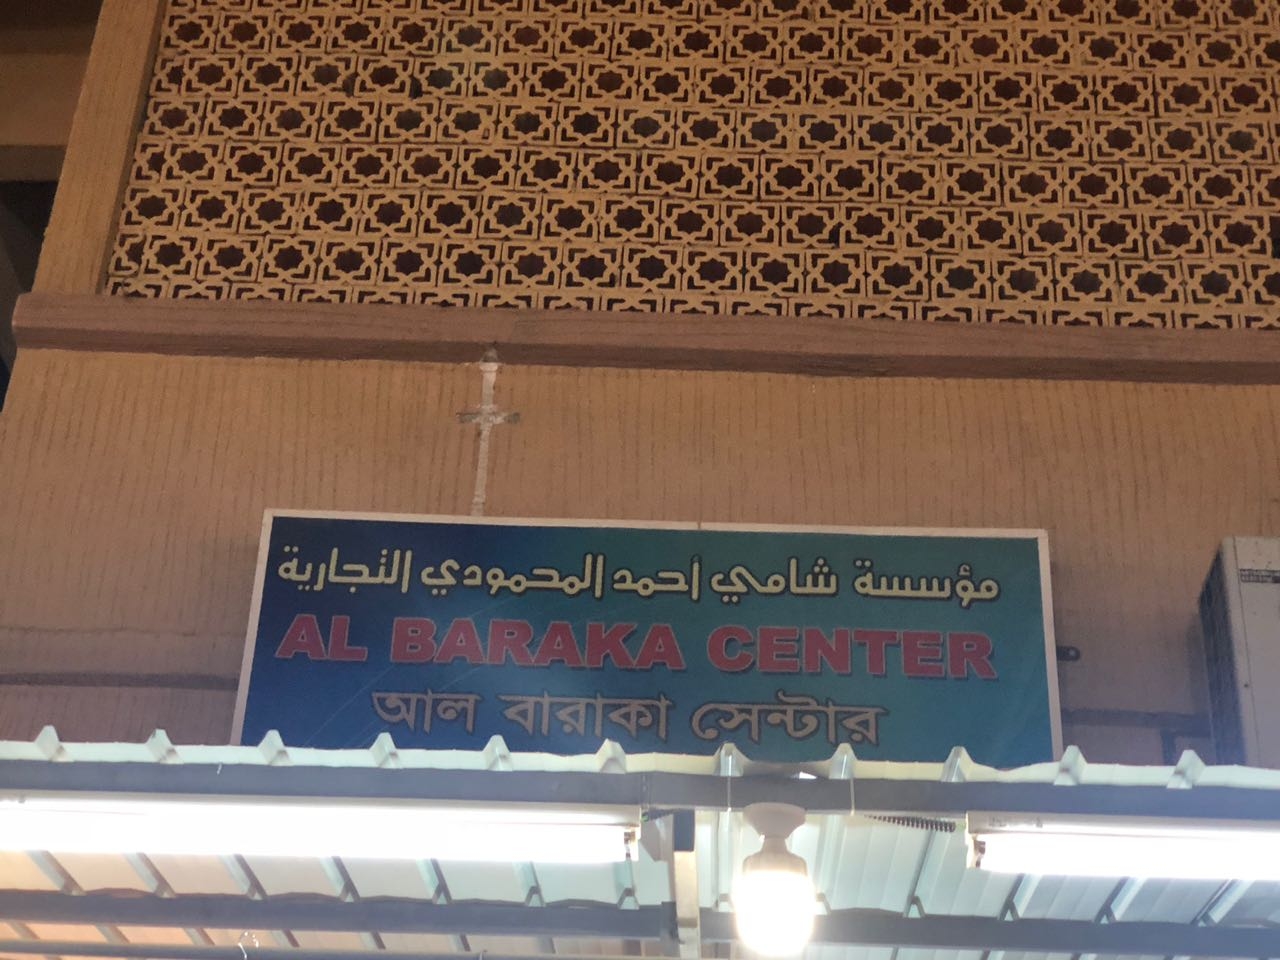 مؤسسة شامي أحمد المحمودي التجارية
AL BARAKA CENTER
আল বারাকা সেন্টার